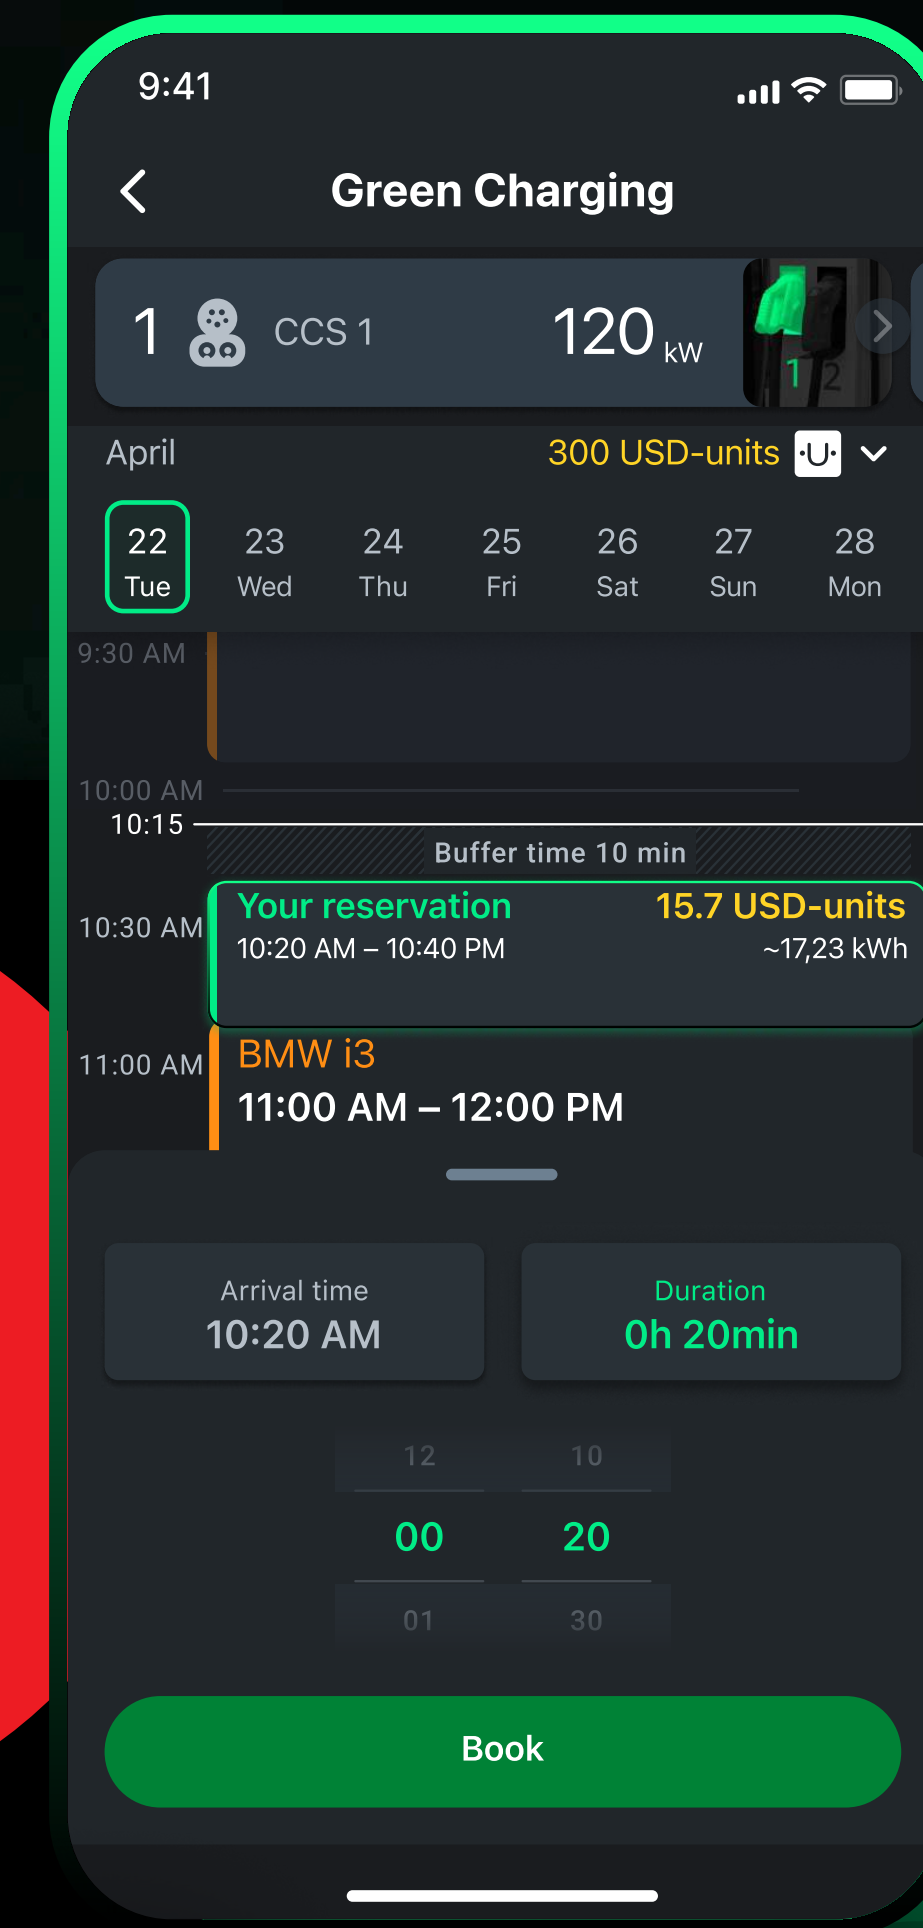 9:41
Green Charging
1 CCS 1 120 kW
1 2
April 300 USD-units ·U·
22 23 24 25 26 27 28
Tue Wed Thu Fri Sat Sun Mon
9:30 AM
10:00 AM
10:15
Buffer time 10 min
Your reservation 15.7 USD-units
10:30 AM 10:20 AM – 10:40 PM ~17,23 kWh
BMW i3
11:00 AM
11:00 AM – 12:00 PM
Arrival time Duration
10:20 AM 0h 20min
12 10
00 20
01 30
Book